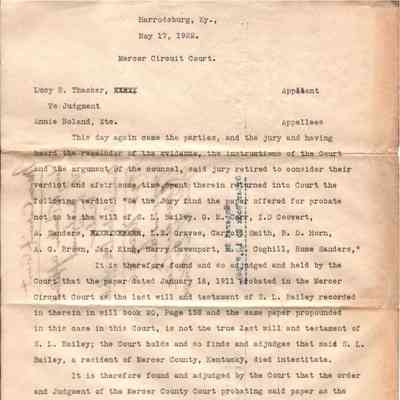 Harrodsburg, Ky.,
May 17, 1922.
Mercer Circuit Court.
Lucy B. Thacker, Appellant
Vs Judgment
Annie Boland, Etc. Appellees
This day again came the parties, and the jury and having
heard the remainder of the evidence, the instructions of the Court
and the argument of the counsel, said jury retired to consider their
verdict and after some time spent therein returned into Court the
following verdict: "We the Jury find the paper offered for probate
not to be the will of S. L. Bailey. G. I.D Coovert,
A. Sanders, L.B. Graves, Smith, R. D. Horn,
A. G. Brown, Jas. King, Harry Davenport, Coghill, Rome Sanders,"
It is therefore found and so adjudged and held by the
Court that the paper dated January 16, 1911 probated in the Mercer
Circuit Court as the last will and testament of S. L. Bailey recorded
in therein in will book 20, Page 155 and the same paper propounded
in this case in this Court, is not the true last will and testament of
S. L. Bailey; the Court holds and so finds and adjudges that said S. L.
Bailey, a resident of Mercer County, Kentucky, died intestitate.
It is therefore found and adjudged by the Court that the order
and Judgment of the Mercer County Court probating said paper as the